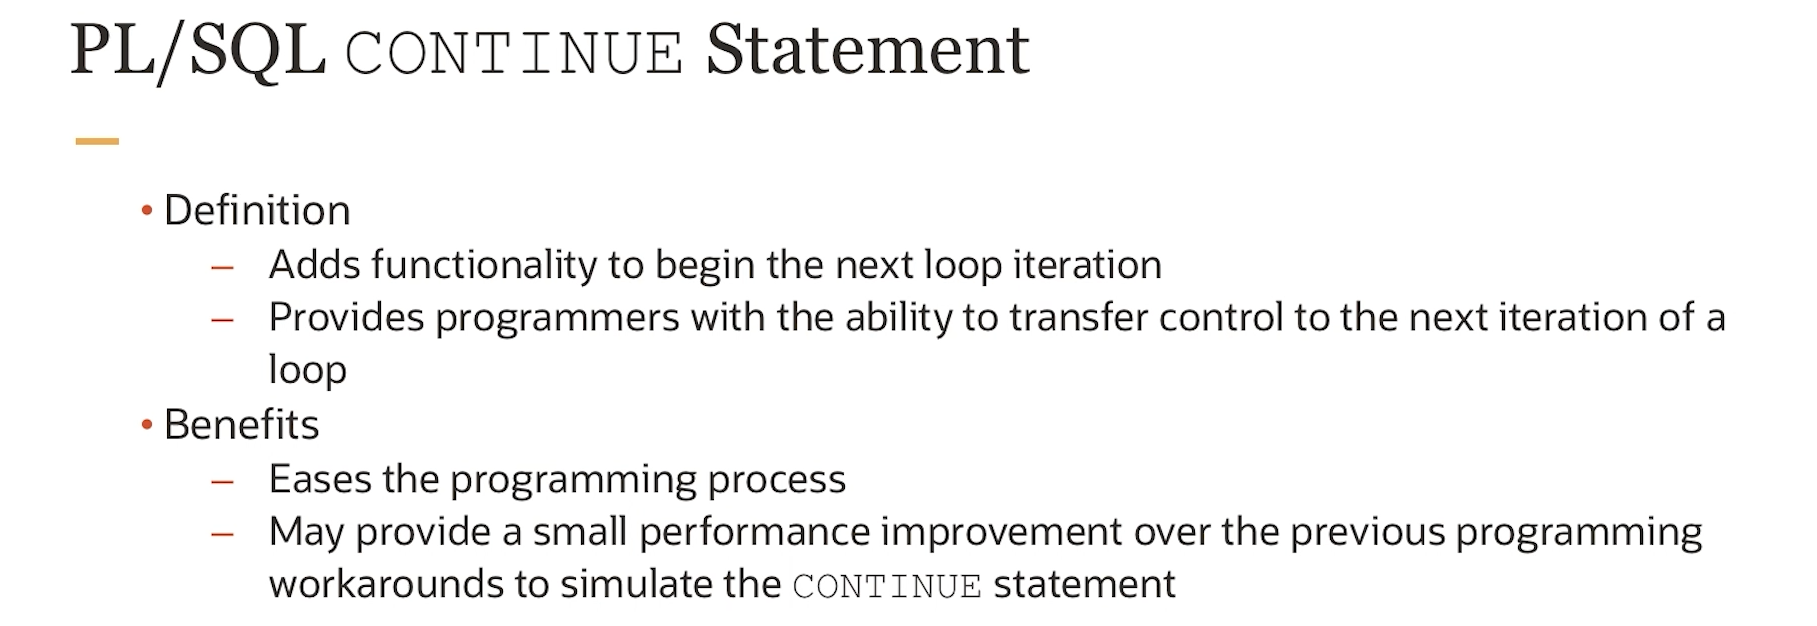 PL/SQL CONTINUE Statement
• Definition
– Adds functionality to begin the next loop iteration
– Provides programmers with the ability to transfer control to the next iteration of a
loop
• Benefits
– Eases the programming process
– May provide a small performance improvement over the previous programming
workarounds to simulate the CONTINUE statement